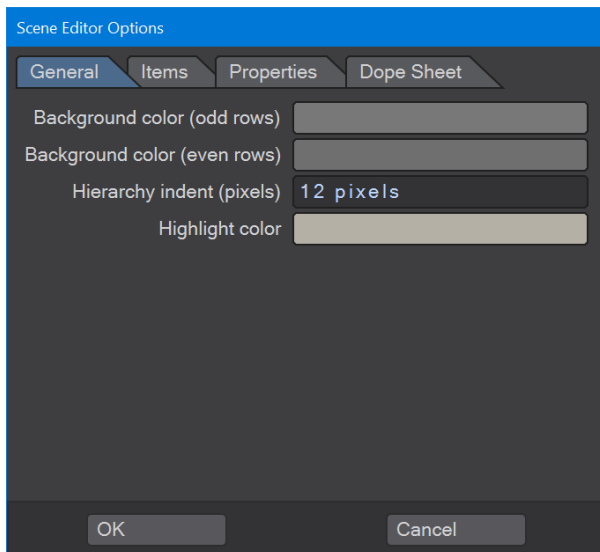 Scene Editor Options
General Items Properties Dope Sheet
Background color (odd rows)
Background color (even rows)
Hierarchy indent (pixels) 12 pixels
Highlight color
OK Cancel